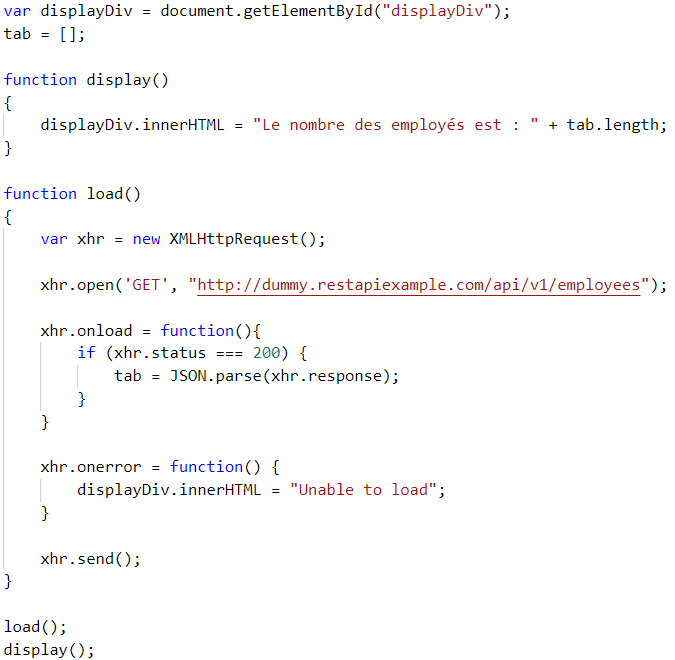 var displayDiv = document.getElementById("displayDiv");
tab = [];
function display()
{
displayDiv.innerHTML = "Le nombre des employés est : " + tab.length;
}
function load()
{
var xhr = new XMLHttpRequest();
xhr.open('GET', "http://dummy.restapiexample.com/api/v1/employees");
xhr.onload = function(){
if (xhr.status === 200) {
tab = JSON.parse(xhr.response);
}
}
xhr.onerror = function() {
displayDiv.innerHTML = "Unable to load";
}
xhr.send();
}
load();
display();